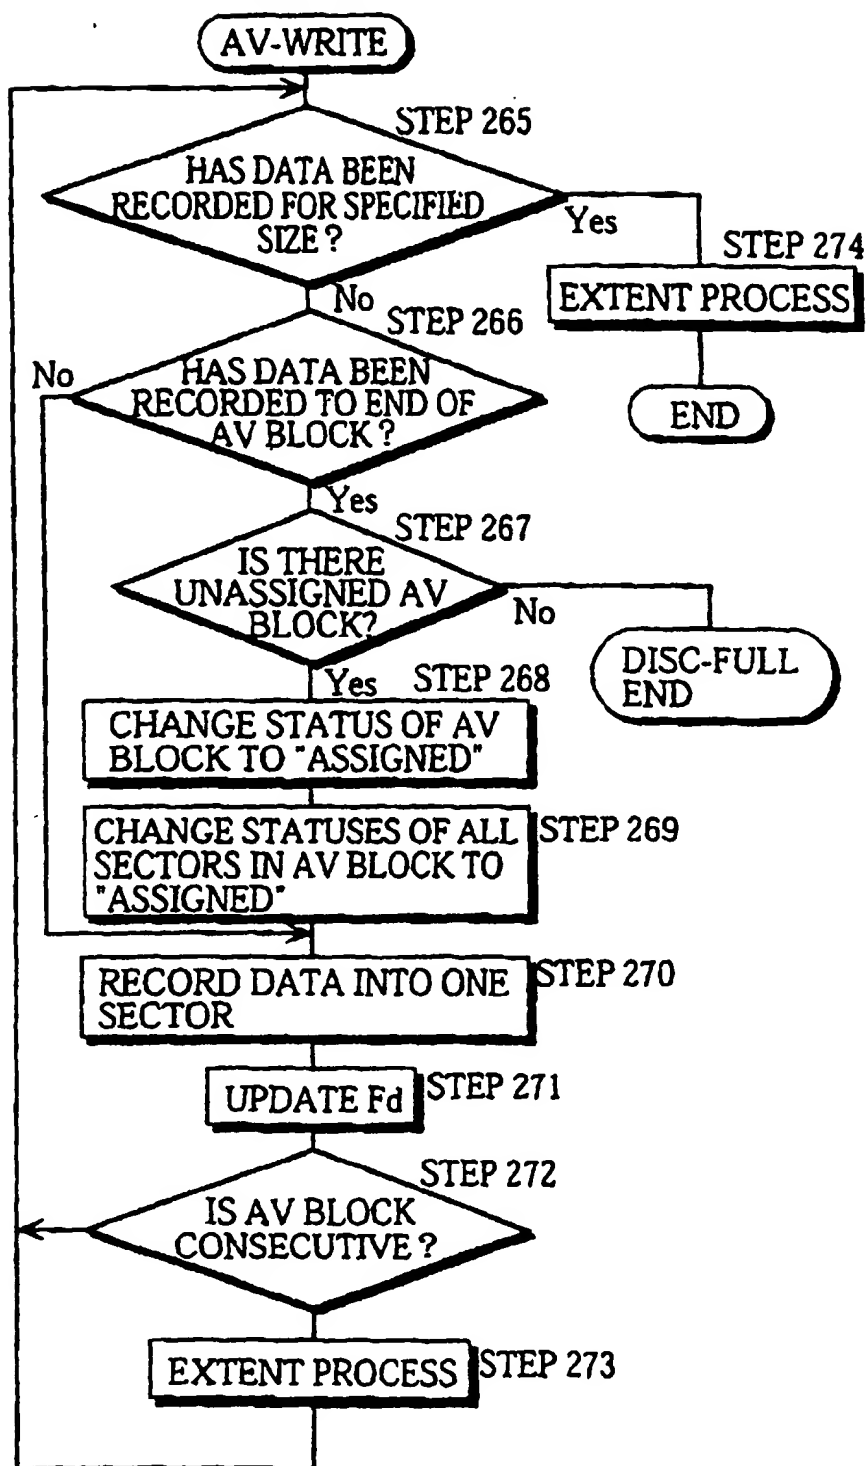 AV-WRITE
STEP 265
HAS DATA BEEN
RECORDED FOR SPECIFIED
SIZE?
Yes
STEP 274
EXTENT PROCESS
END
No
STEP 266
No
HAS DATA BEEN
RECORDED TO END OF
AV BLOCK?
Yes
STEP 267
IS THERE
UNASSIGNED AV
BLOCK?
No
DISC-FULL
END
Yes
STEP 268
CHANGE STATUS OF AV
BLOCK TO "ASSIGNED"
CHANGE STATUSES OF ALL
SECTORS IN AV BLOCK TO
"ASSIGNED"
STEP 269
RECORD DATA INTO ONE
SECTOR
STEP 270
UPDATE Fd
STEP 271
STEP 272
IS AV BLOCK
CONSECUTIVE?
EXTENT PROCESS
STEP 273